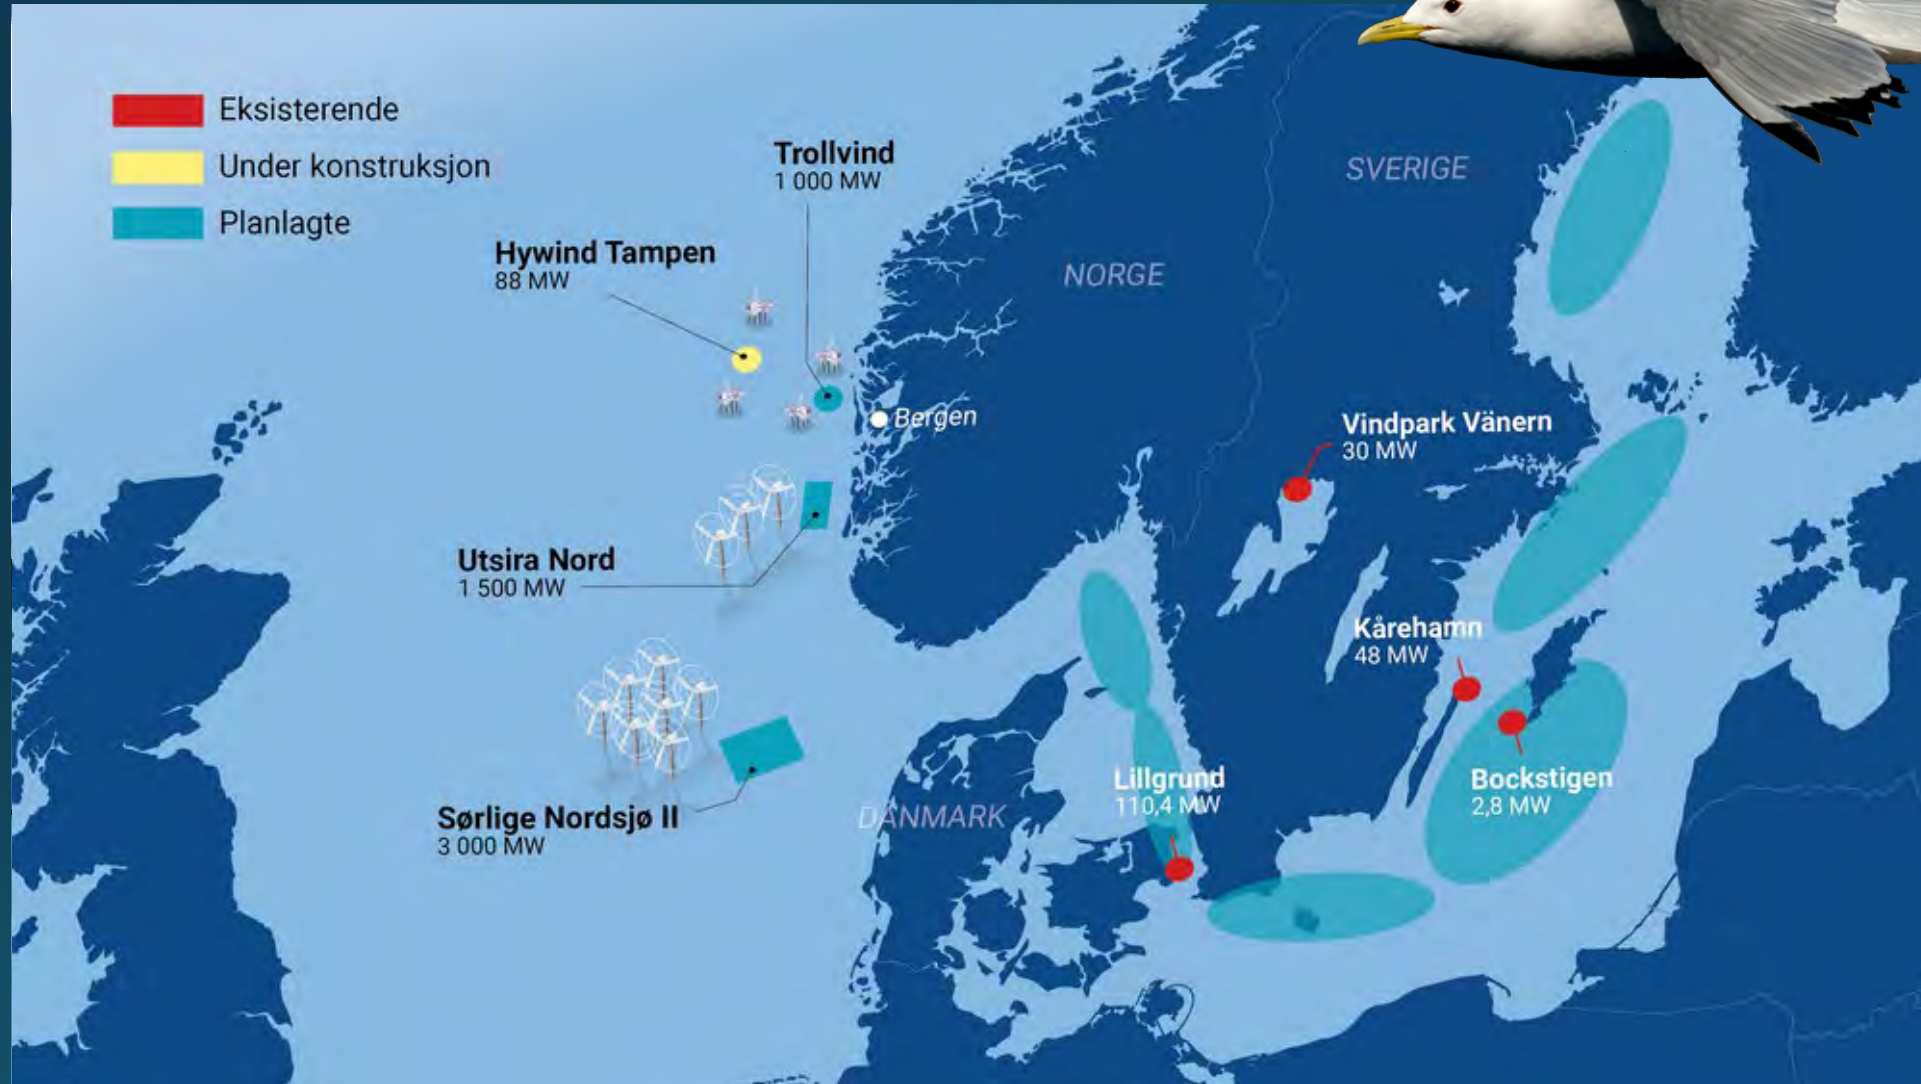 Eksisterende
Under konstruksjon
Planlagte
Trollvind
1 000 MW
Hywind Tampen
88 MW
SVERIGE
NORGE
Bergen
Vindpark Vänern
30 MW
Utsira Nord
1 500 MW
Kårehamn
48 MW
Lillgrund
110,4 MW
Bockstigen
2,8 MW
Sørlige Nordsjø II
3 000 MW
DANMARK